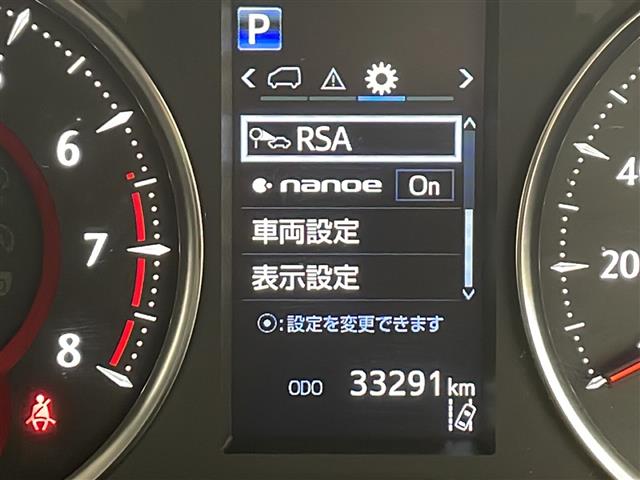 P
RSA
nanoe On
車両設定
表示設定
:設定を変更できます
ODO 33291 km
6
7
8
40
20